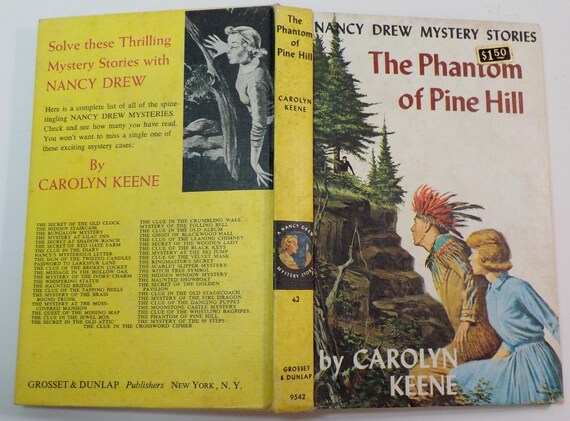 Solve these Thrilling
Mystery Stories with
NANCY DREW
Here is a complete list of all of the spine-
tingling NANCY DREW MYSTERIES.
Check and see how many you have read.
You won't want to miss a single one of
these exciting mystery cases:
By
CAROLYN KEENE
THE SECRET OF THE OLD CLOCK
THE HIDDEN STAIRCASE
THE BUNGALOW MYSTERY
THE MYSTERY AT LILAC INN
THE SECRET AT SHADOW RANCH
THE SECRET OF RED GATE FARM
THE CLUE IN THE DIARY
NANCY'S MYSTERIOUS LETTER
THE SIGN OF THE TWISTED CANDLES
PASSWORD TO LARKSPUR LANE
THE CLUE OF THE BROKEN LOCKET
THE MESSAGE IN THE HOLLOW OAK
THE MYSTERY OF THE IVORY CHARM
THE WHISPERING STATUE
THE HAUNTED BRIDGE
THE CLUE OF THE TAPPING HEELS
THE MYSTERY OF THE BRASS
BOUND TRUNK
THE MYSTERY AT THE MOSS-
COVERED MANSION
THE QUEST OF THE MISSING MAP
THE CLUE IN THE JEWEL BOX
THE SECRET IN THE OLD ATTIC
THE CLUE IN THE CRUMBLING WALL
MYSTERY OF THE TOLLING BELL
THE CLUE IN THE OLD ALBUM
THE GHOST OF BLACKWOOD HALL
THE CLUE OF THE LEANING CHIMNEY
THE SECRET OF THE WOODEN LADY
THE CLUE OF THE BLACK KEYS
MYSTERY AT THE SKI JUMP
THE CLUE OF THE VELVET MASK
THE RINGMASTER'S SECRET
THE SCARLET SLIPPER MYSTERY
THE WITCH TREE SYMBOL
THE HIDDEN WINDOW MYSTERY
THE HAUNTED SHOWBOAT
THE SECRET OF THE GOLDEN
PAVILION
THE CLUE IN THE OLD STAGECOACH
THE MYSTERY OF THE FIRE DRAGON
THE CLUE OF THE DANCING PUPPET
THE MOONSTONE CASTLE MYSTERY
THE CLUE OF THE WHISTLING BAGPIPES
THE PHANTOM OF PINE HILL
THE MYSTERY OF THE 99 STEPS
THE CLUE IN THE CROSSWORD CIPHER
GROSSET & DUNLAP Publishers NEW YORK, N. Y.
The
Phantom
of
Pine Hill
CAROLYN
KEENE
A NANCY DREW
MYSTERY STORY
42
GROSSET &
DUNLAP
9542
NANCY DREW MYSTERY STORIES
$1.50
The Phantom
of Pine Hill
by CAROLYN
KEENE